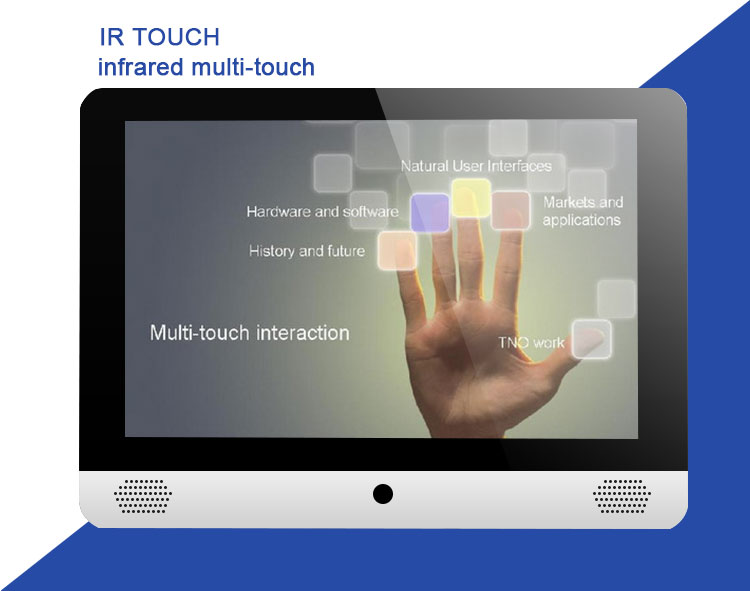 IR TOUCH
infrared multi-touch
Natural User Interfaces
Hardware and software
Markets and
applications
History and future
Multi-touch interaction
TNO work